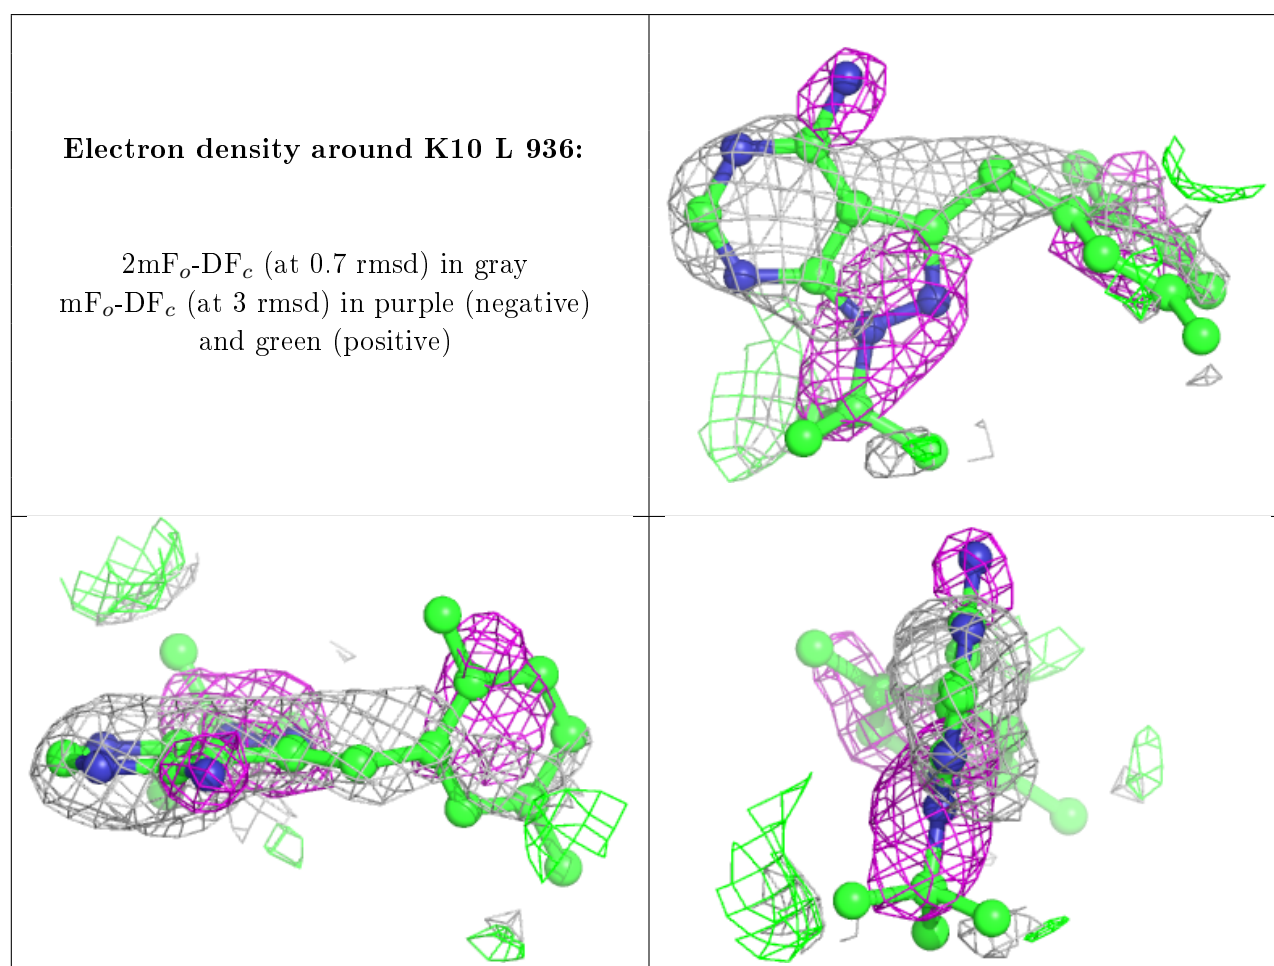 Electron density around K10 L 936:
2mFo-DFc (at 0.7 rmsd) in gray
mFo-DFc (at 3 rmsd) in purple (negative)
and green (positive)